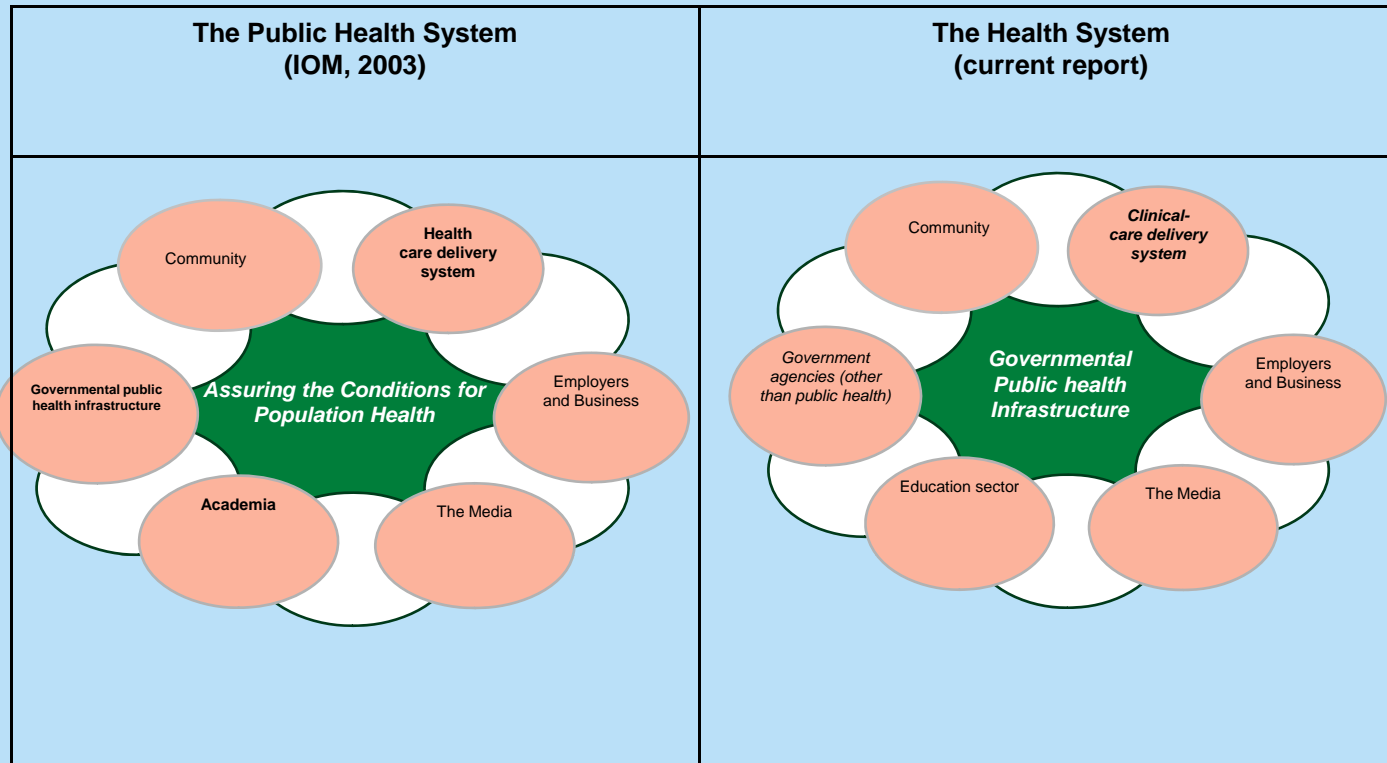 The Public Health System
(IOM, 2003)
Community
Health
care delivery
system
Governmental public
health infrastructure
Assuring the Conditions for
Population Health
Employers
and Business
Academia
The Media
The Health System
(current report)
Community
Clinical-
care delivery
system
Government
agencies (other
than public health)
Governmental
Public health
Infrastructure
Employers
and Business
Education sector
The Media